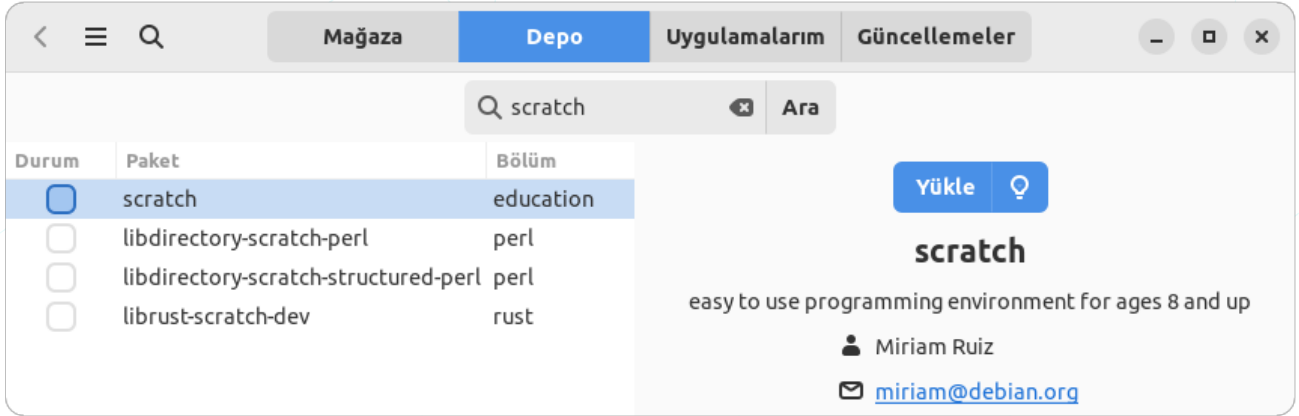 Mağaza Depo Uygulamalarım Güncellemeler
scratch Ara
Durum Paket Bölüm
scratch education
libdirectory-scratch-perl perl
libdirectory-scratch-structured-perl perl
librust-scratch-dev rust
Yükle
scratch
easy to use programming environment for ages 8 and up
Miriam Ruiz
miriam@debian.org